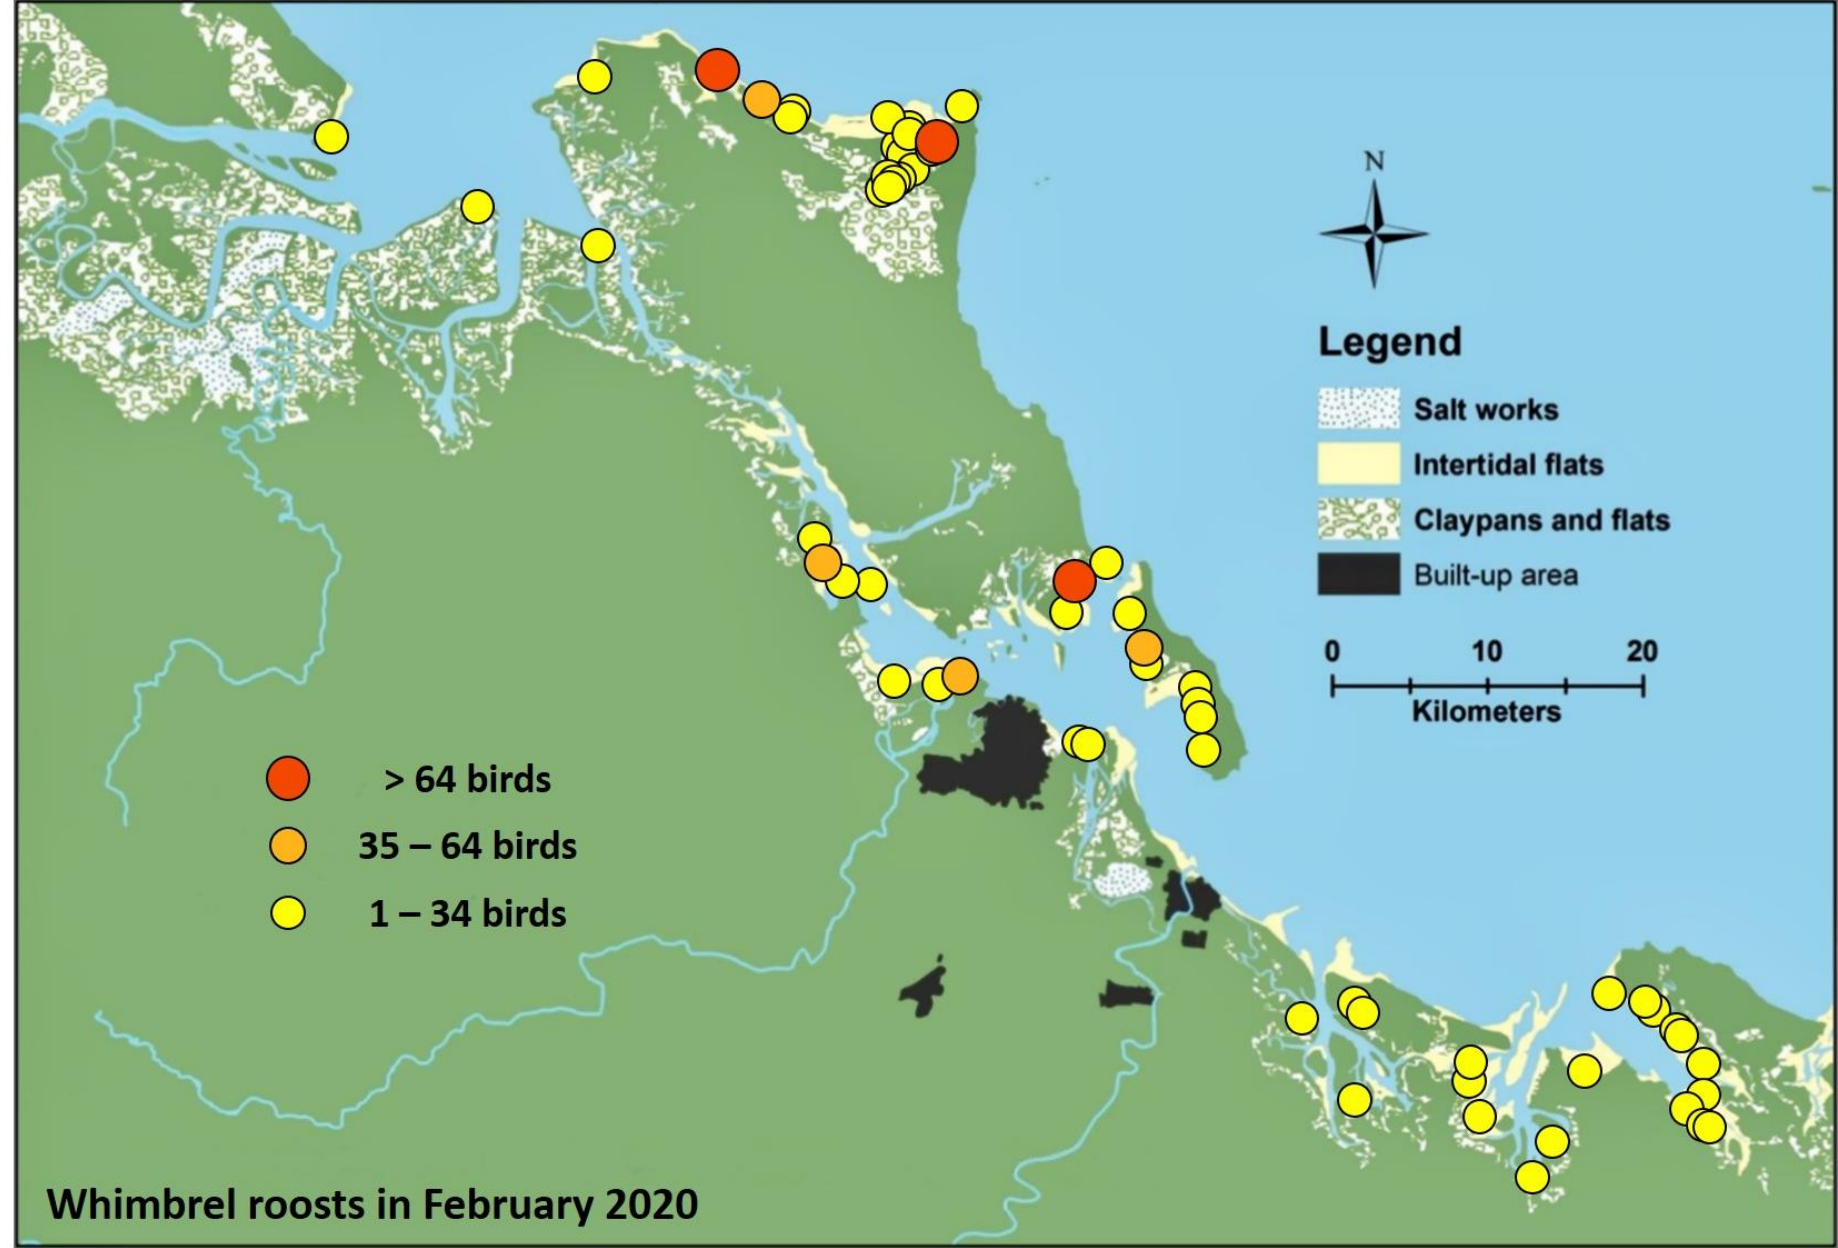 N
Legend
Salt works
Intertidal flats
Claypans and flats
Built-up area
0 10 20
Kilometers
> 64 birds
35 – 64 birds
1 – 34 birds
Whimbrel roosts in February 2020